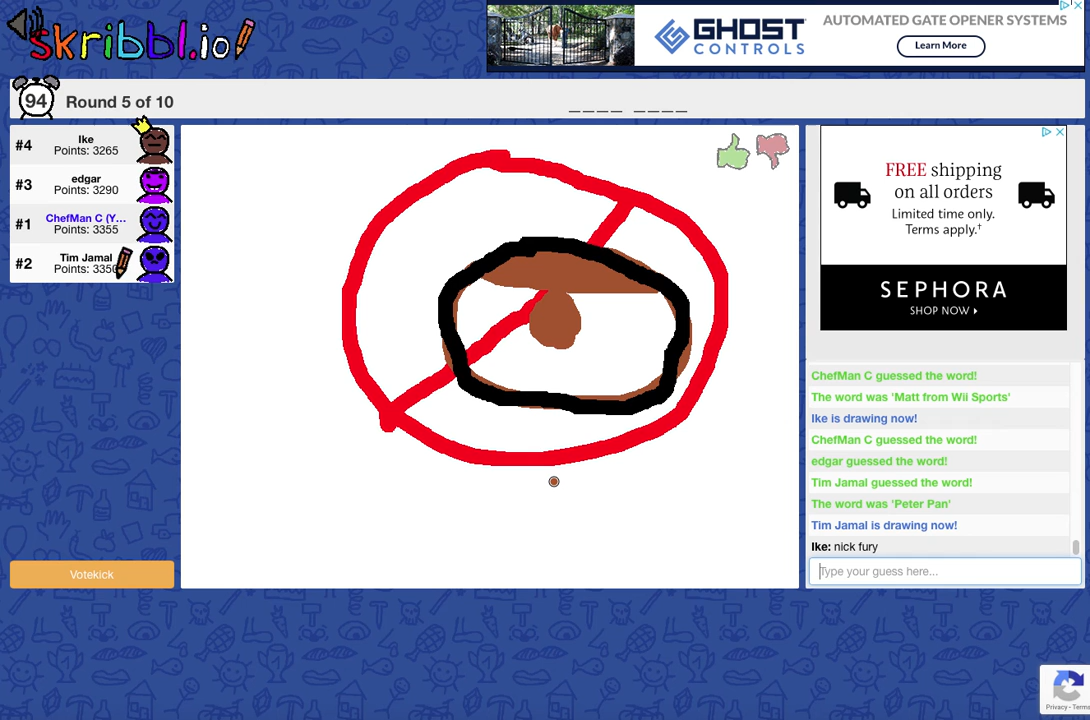 skribbl.io
GHOST CONTROLS
AUTOMATED GATE OPENER SYSTEMS
Learn More
94
Round 5 of 10
____ ____
#4 Ike
Points: 3265
#3 edgar
Points: 3290
#1 ChefMan C (Y...
Points: 3355
#2 Tim Jamal
Points: 3350
Votekick
FREE shipping
on all orders
Limited time only.
Terms apply.†
SEPHORA
SHOP NOW
ChefMan C guessed the word!
The word was 'Matt from Wii Sports'
Ike is drawing now!
ChefMan C guessed the word!
edgar guessed the word!
Tim Jamal guessed the word!
The word was 'Peter Pan'
Tim Jamal is drawing now!
Ike: nick fury
Type your guess here...
Privacy - Terms